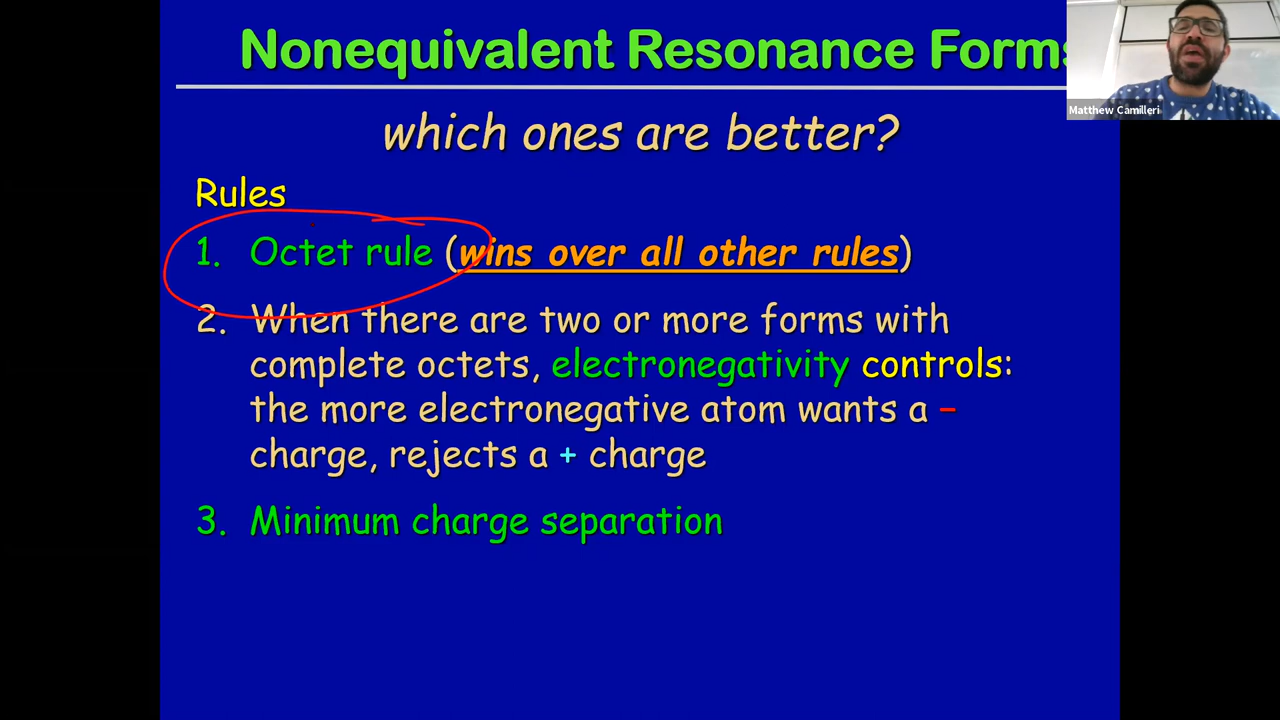 Nonequivalent Resonance Forms
Matthew Camilleri
which ones are better?
Rules
1. Octet rule (wins over all other rules)
2. When there are two or more forms with
complete octets, electronegativity controls:
the more electronegative atom wants a −
charge, rejects a + charge
3. Minimum charge separation